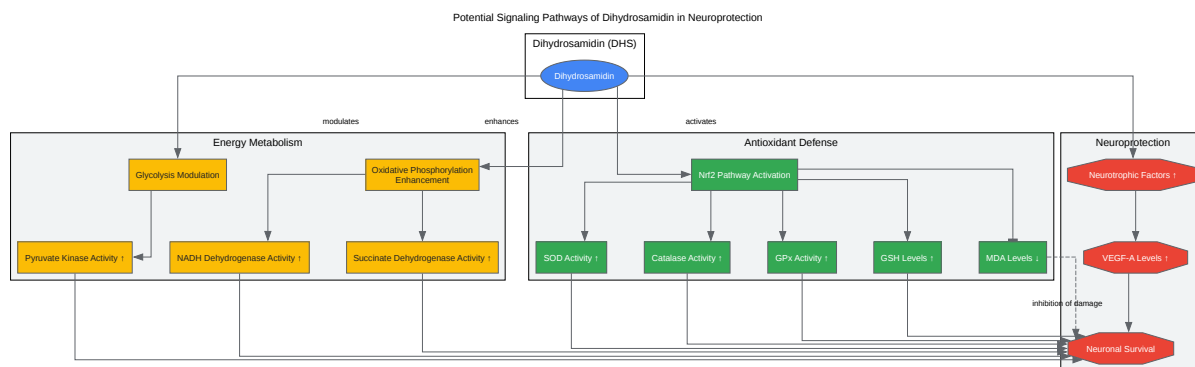 Potential Signaling Pathways of Dihydrosamidin in Neuroprotection
Dihydrosamidin (DHS)
Dihydrosamidin
modulates
enhances
activates
Energy Metabolism
Antioxidant Defense
Neuroprotection
Glycolysis Modulation
Oxidative Phosphorylation
Enhancement
Nrf2 Pathway Activation
Neurotrophic Factors ↑
Pyruvate Kinase Activity ↑
NADH Dehydrogenase Activity ↑
Succinate Dehydrogenase Activity ↑
SOD Activity ↑
Catalase Activity ↑
GPx Activity ↑
GSH Levels ↑
MDA Levels ↓
VEGF-A Levels ↑
inhibition of damage
Neuronal Survival